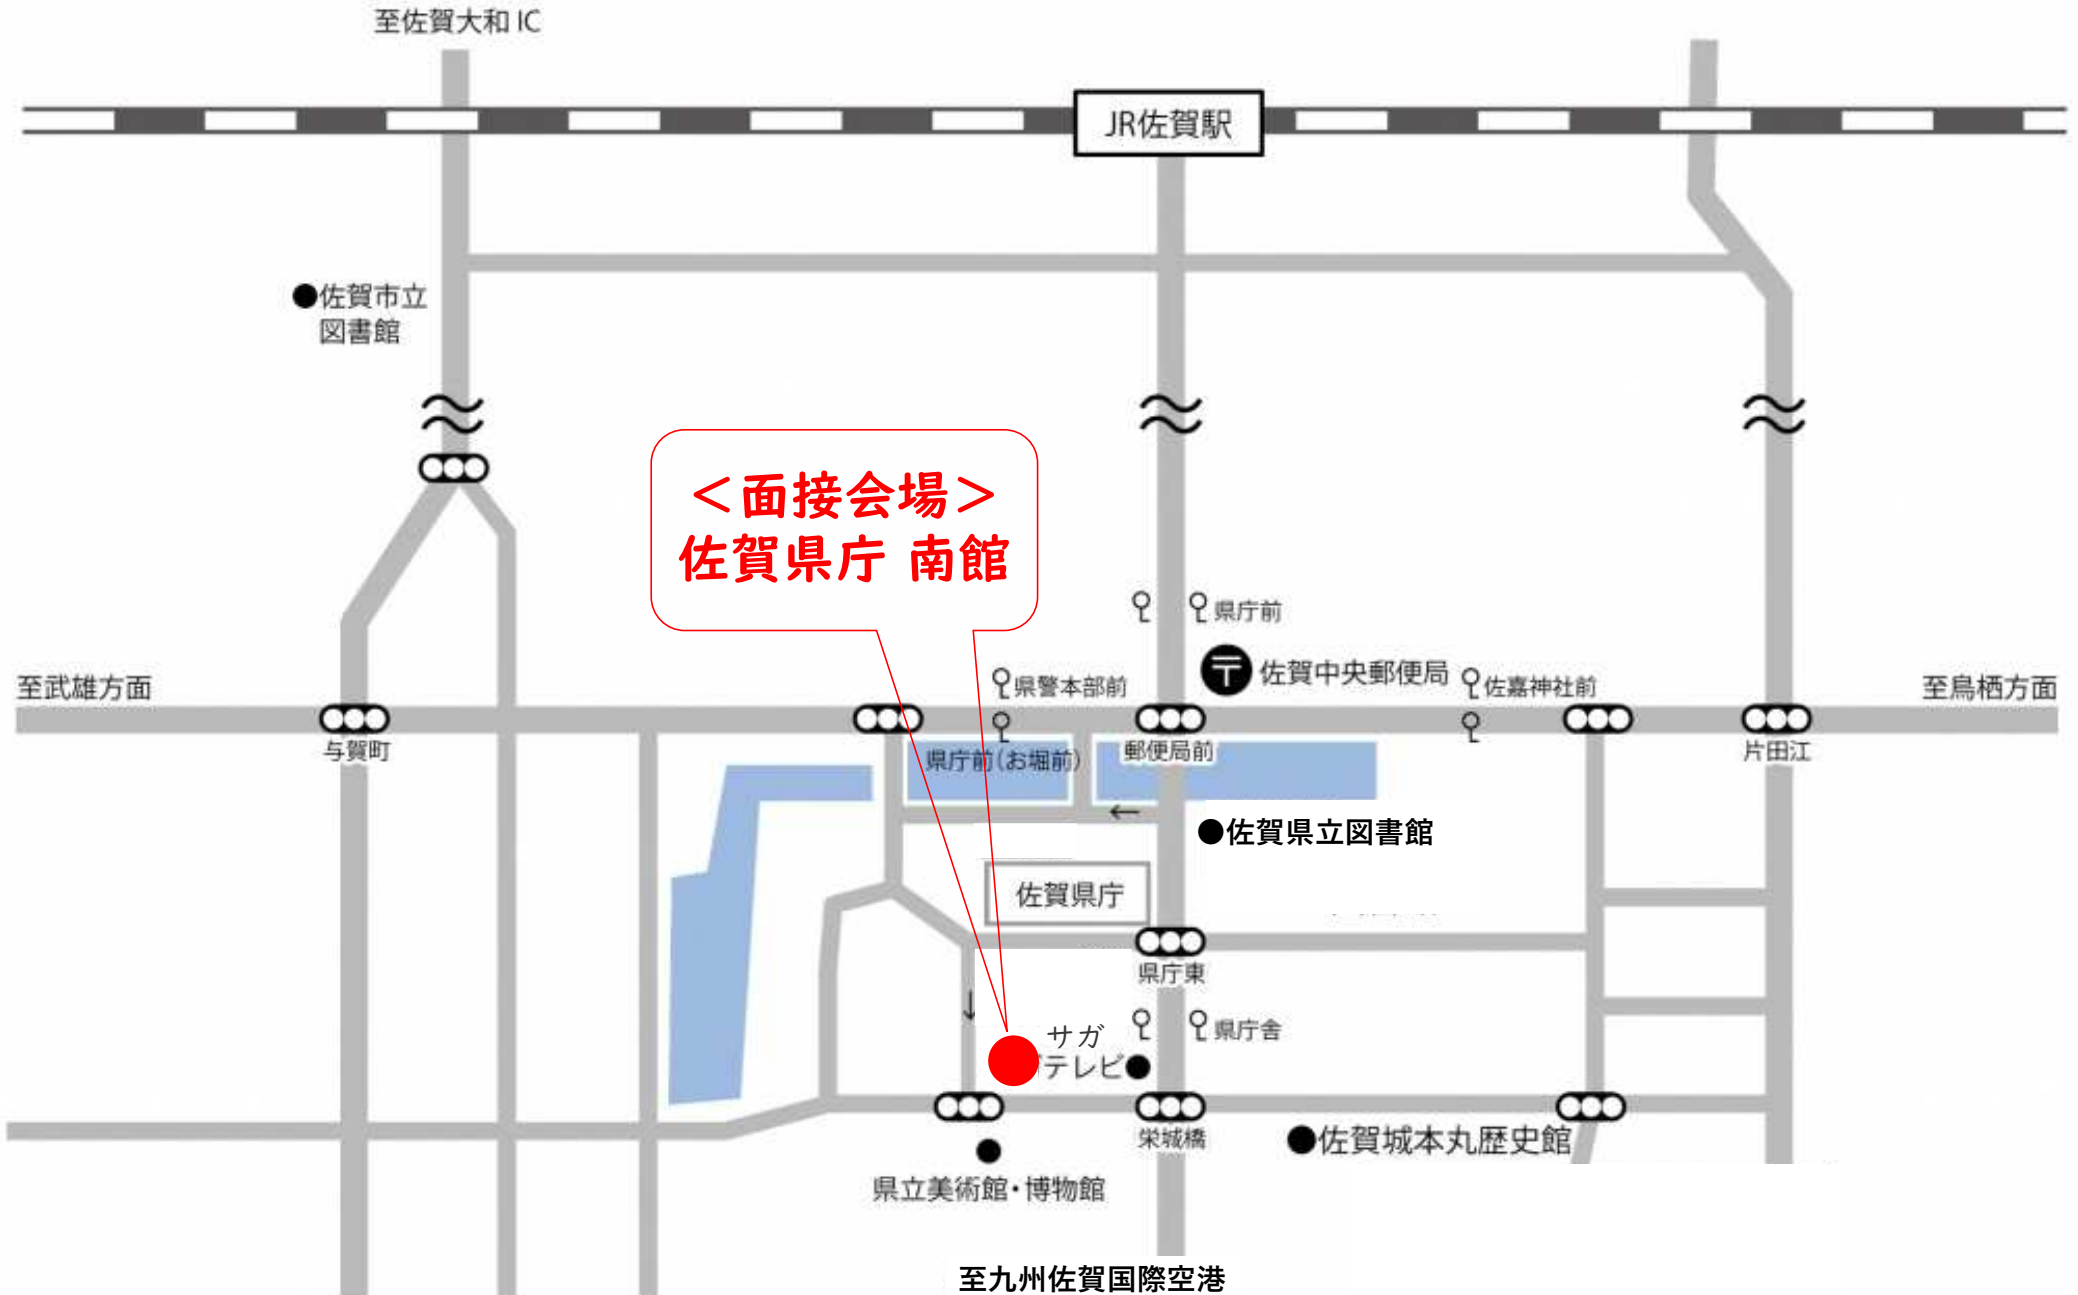 至佐賀大和 IC
JR佐賀駅
●佐賀市立
図書館
＜面接会場＞
佐賀県庁 南館
県庁前
〒
佐賀中央郵便局
県警本部前
佐嘉神社前
至武雄方面
至鳥栖方面
与賀町
県庁前（お堀前）
郵便局前
片田江
←
●佐賀県立図書館
佐賀県庁
県庁東
↓
サガ
テレビ●
県庁舎
栄城橋
●佐賀城本丸歴史館
県立美術館・博物館
至九州佐賀国際空港